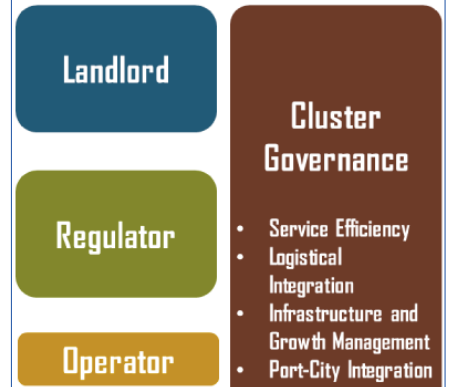 Landlord
Regulator
Operator
Cluster
Governance
• Service Efficiency
• Logistical
Integration
• Infrastructure and
Growth Management
• Port-City Integration